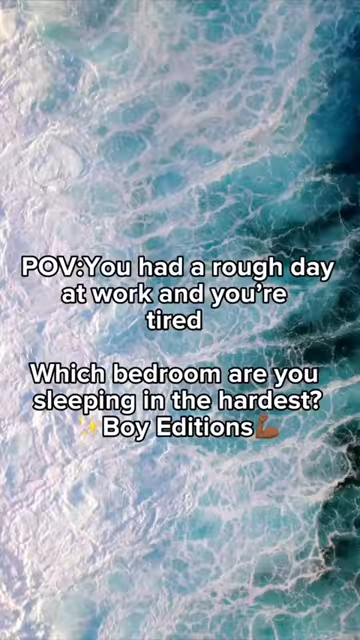 POV:You had a rough day
at work and you're
tired
Which bedroom are you
sleeping in the hardest?
✨Boy Editions💪🏾